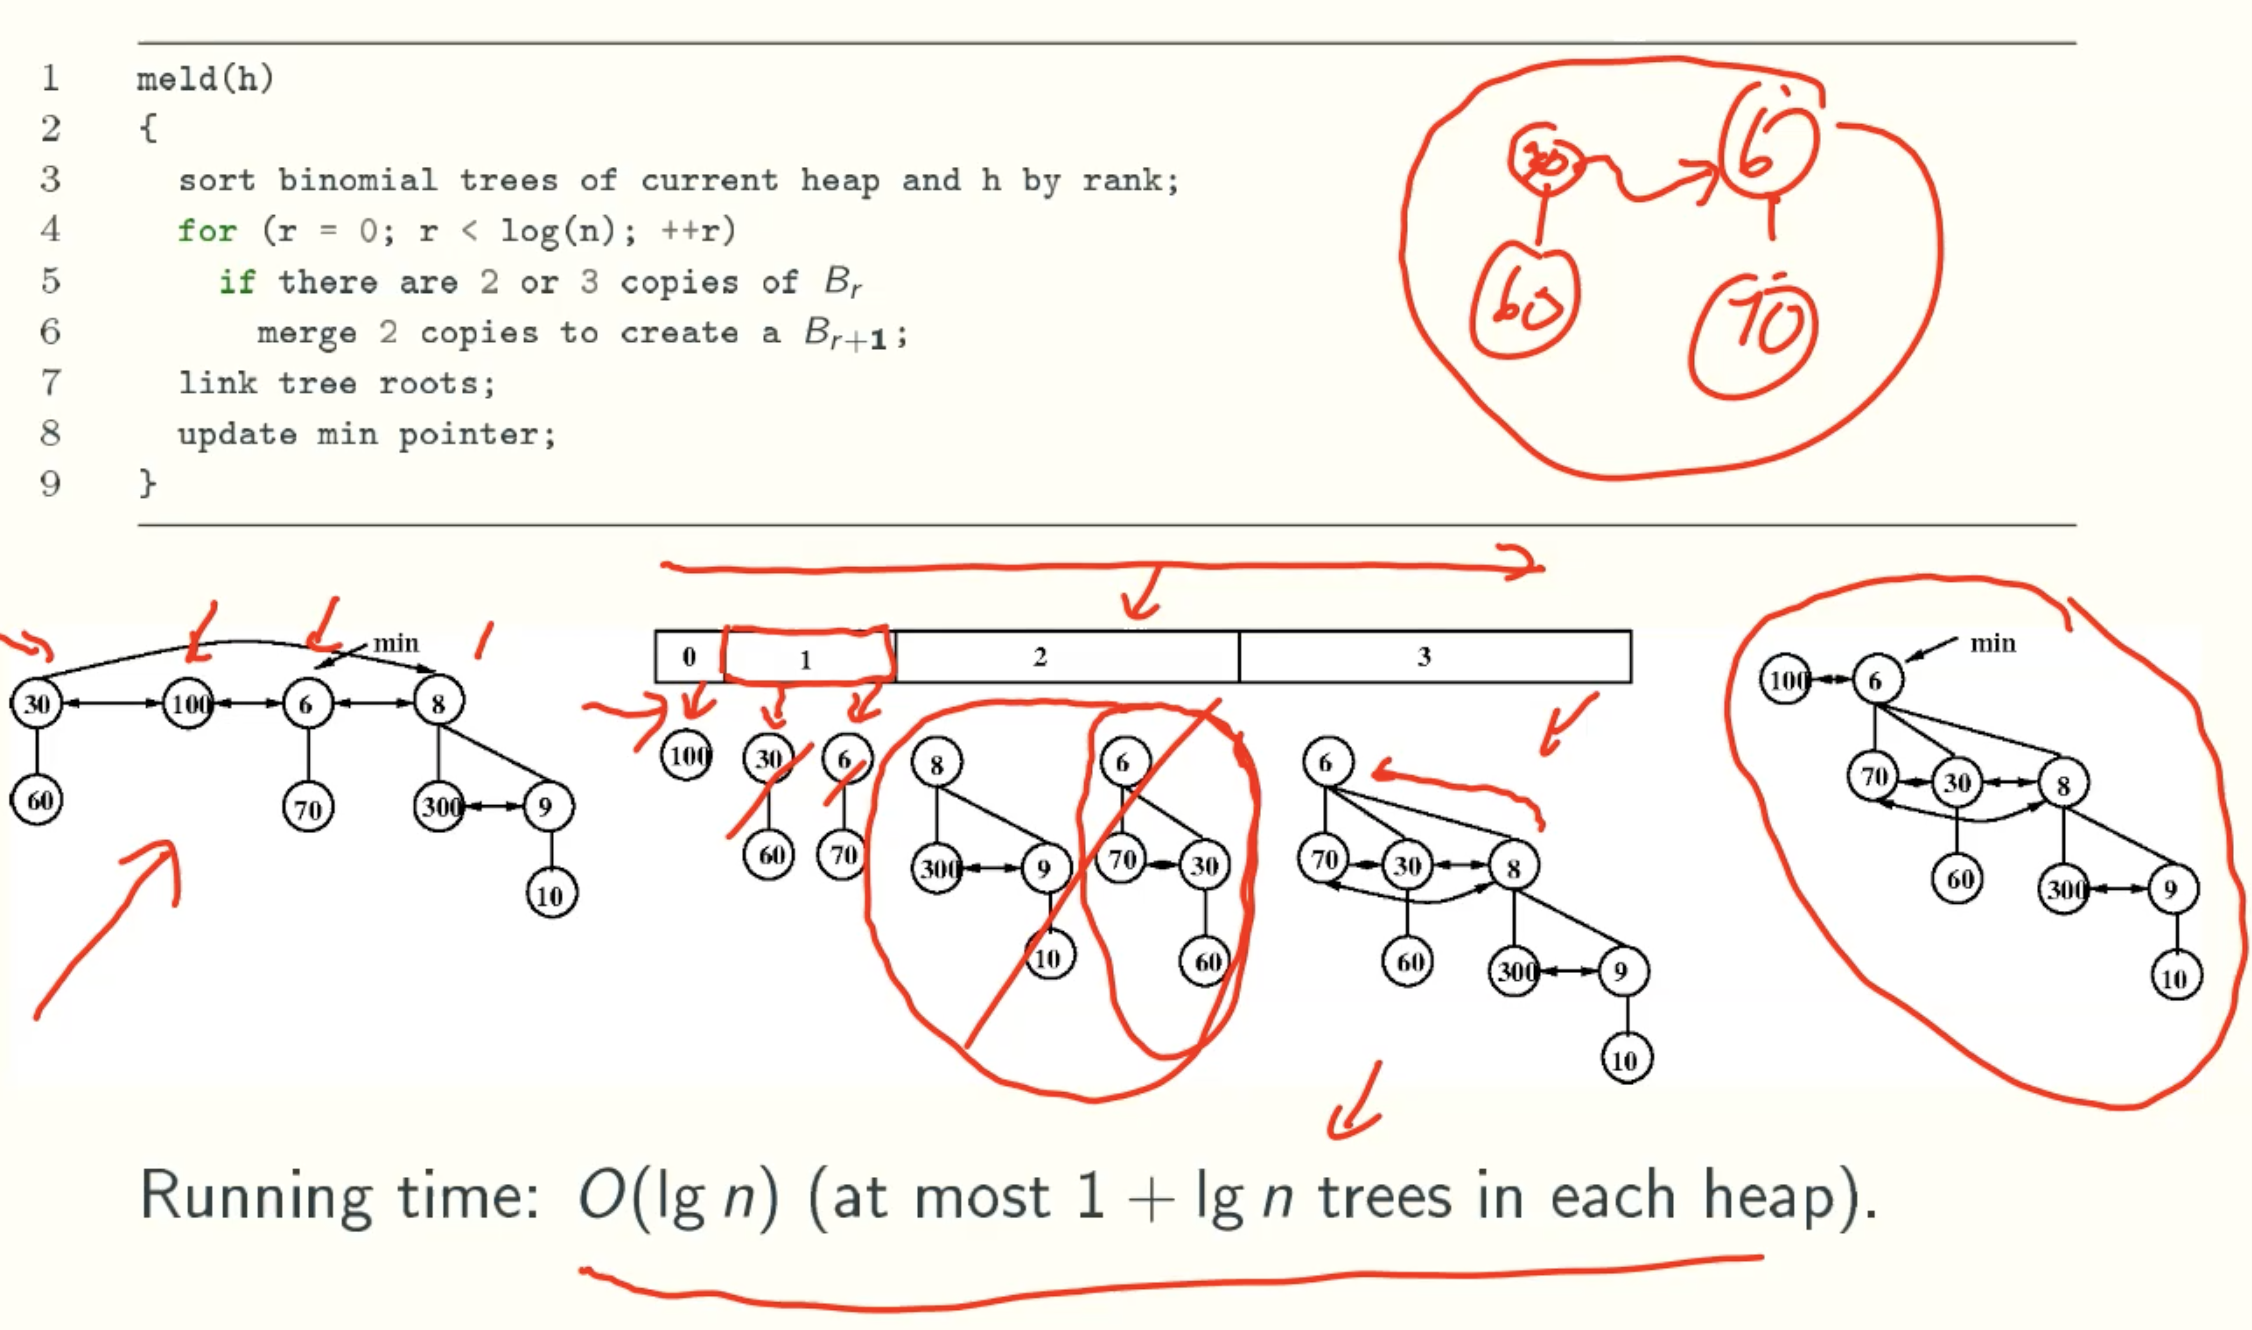 1 meld(h)
2 {
3 sort binomial trees of current heap and h by rank;
4 for (r = 0; r < log(n); ++r)
5 if there are 2 or 3 copies of Br
6 merge 2 copies to create a Br+1;
7 link tree roots;
8 update min pointer;
9 }
6
60
70
min
30 100 6 8
60 70 300 9
10
0 1 2 3
100 30 6 8 6 6
60 70 300 9 70 30 70 30 8
10 60 60 300 9
10
min
100 6
70 30 8
60 300 9
10
Running time: O(lg n) (at most 1 + lg n trees in each heap).